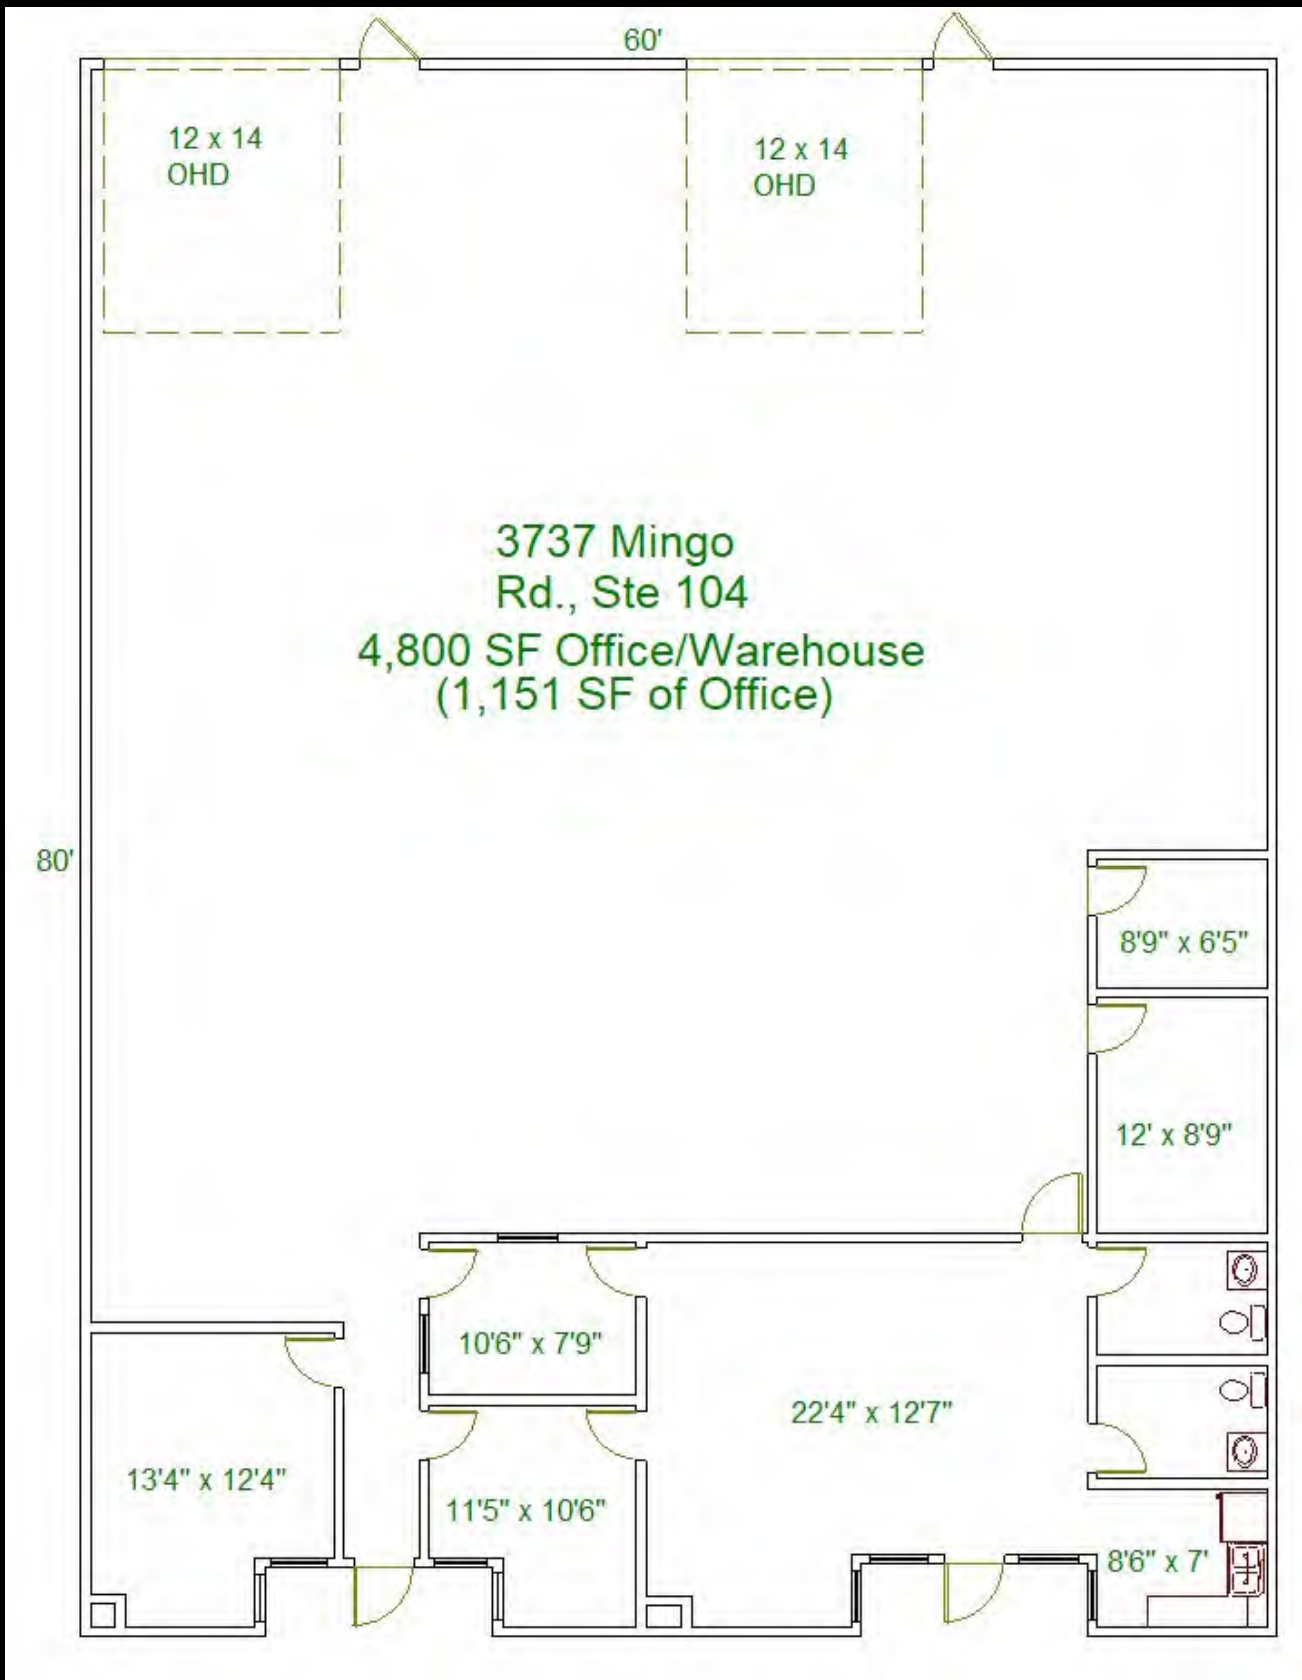 60'
12 x 14
OHD
12 x 14
OHD
3737 Mingo
Rd., Ste 104
4,800 SF Office/Warehouse
(1,151 SF of Office)
80'
8'9" x 6'5"
12' x 8'9"
10'6" x 7'9"
22'4" x 12'7"
13'4" x 12'4"
11'5" x 10'6"
8'6" x 7'